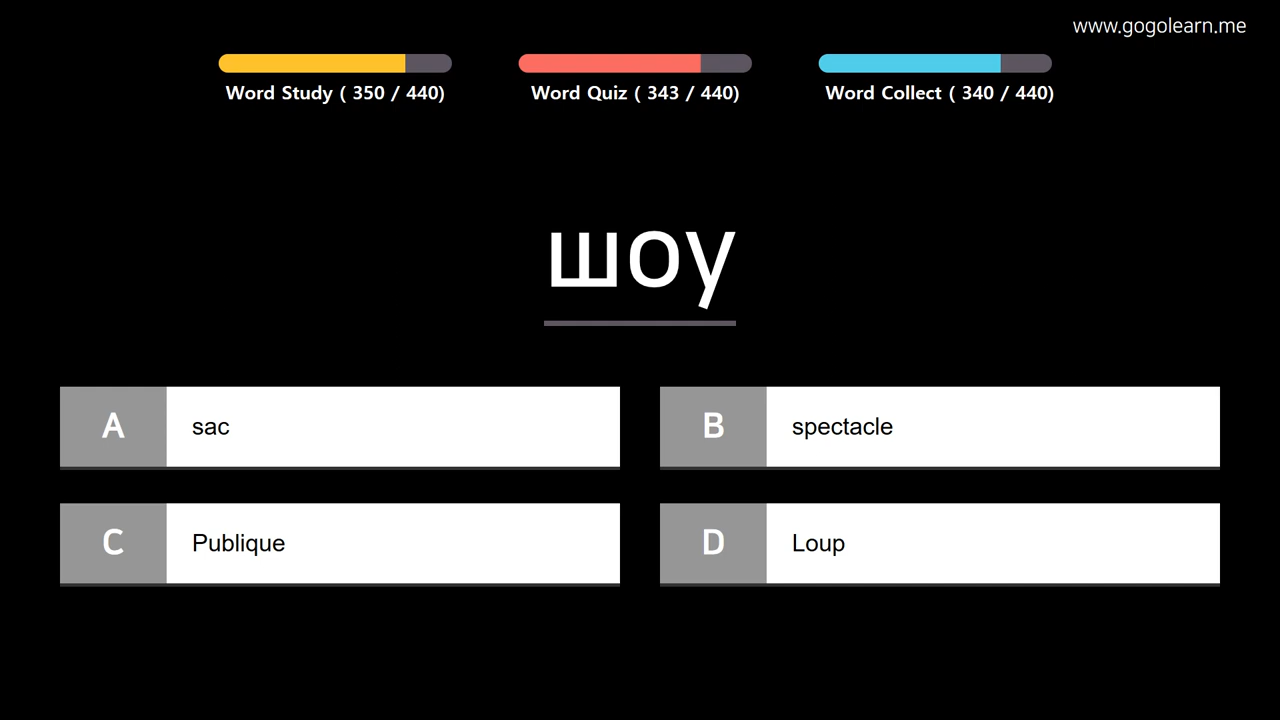 www.gogolearn.me
Word Study ( 350 / 440)
Word Quiz ( 343 / 440)
Word Collect ( 340 / 440)
шоу
A sac
B spectacle
C Publique
D Loup